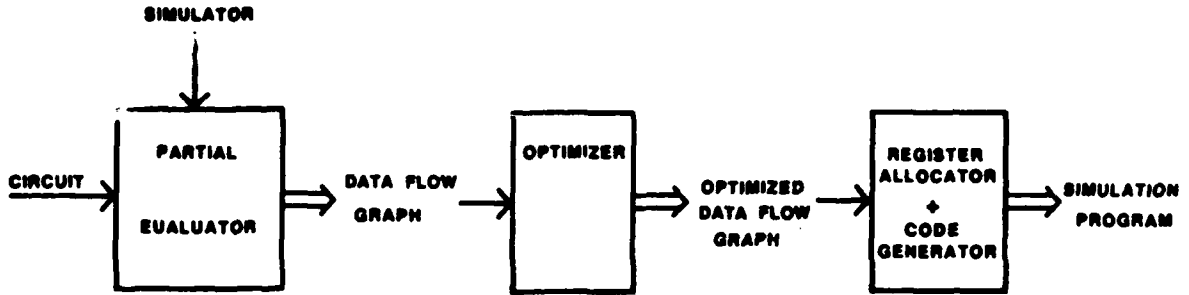 SIMULATOR
CIRCUIT
PARTIAL
EUALUATOR
DATA FLOW
GRAPH
OPTIMIZER
OPTIMIZED
DATA FLOW
GRAPH
REGISTER
ALLOCATOR
+
CODE
GENERATOR
SIMULATION
PROGRAM